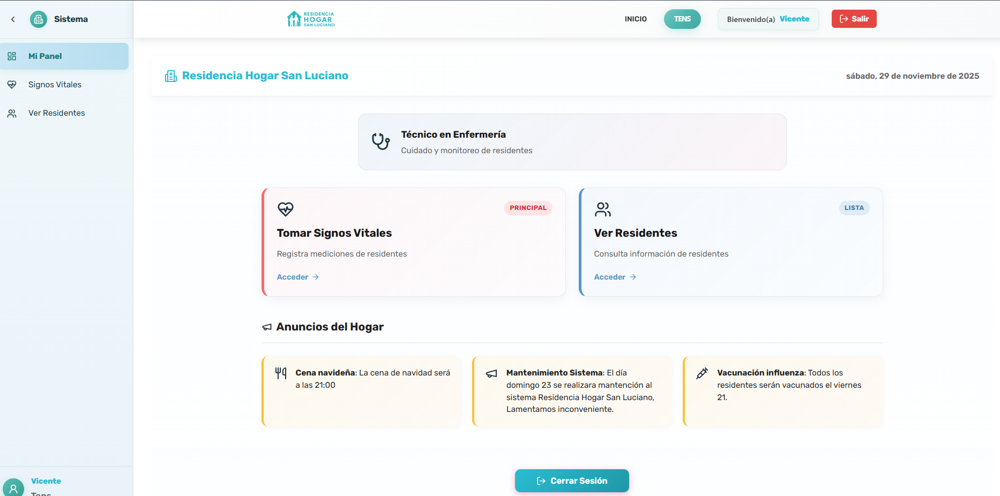 Sistema
RESIDENCIA
HOGAR
SAN LUCIANO
INICIO
TENS
Bienvenido(a) Vicente
Salir
Mi Panel
Signos Vitales
Ver Residentes
Residencia Hogar San Luciano
sábado, 29 de noviembre de 2025
Técnico en Enfermería
Cuidado y monitoreo de residentes
PRINCIPAL
Tomar Signos Vitales
Registra mediciones de residentes
Acceder →
LISTA
Ver Residentes
Consulta información de residentes
Acceder →
Anuncios del Hogar
Cena navideña: La cena de navidad será
a las 21:00
Mantenimiento Sistema: El día
domingo 23 se realizara mantención al
sistema Residencia Hogar San Luciano,
Lamentamos inconveniente.
Vacunación influenza: Todos los
residentes serán vacunados el viernes
21.
Cerrar Sesión
Vicente
Tens